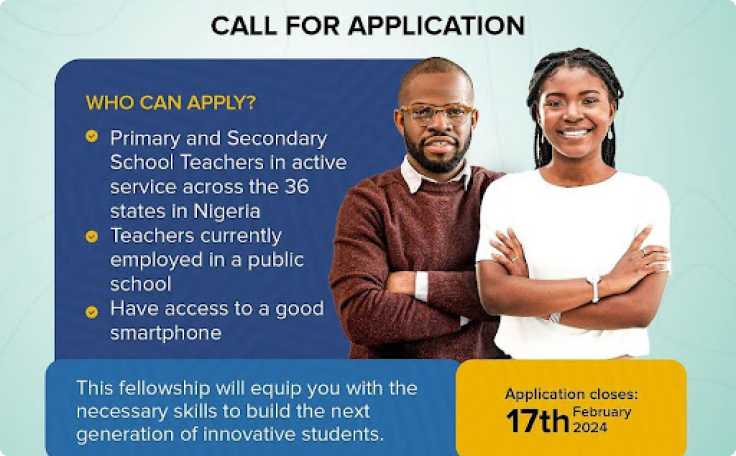 CALL FOR APPLICATION
WHO CAN APPLY?
Primary and Secondary
School Teachers in active
service across the 36
states in Nigeria
Teachers currently
employed in a public
school
Have access to a good
smartphone
This fellowship will equip you with the
necessary skills to build the next
generation of innovative students.
Application closes:
17th February
2024